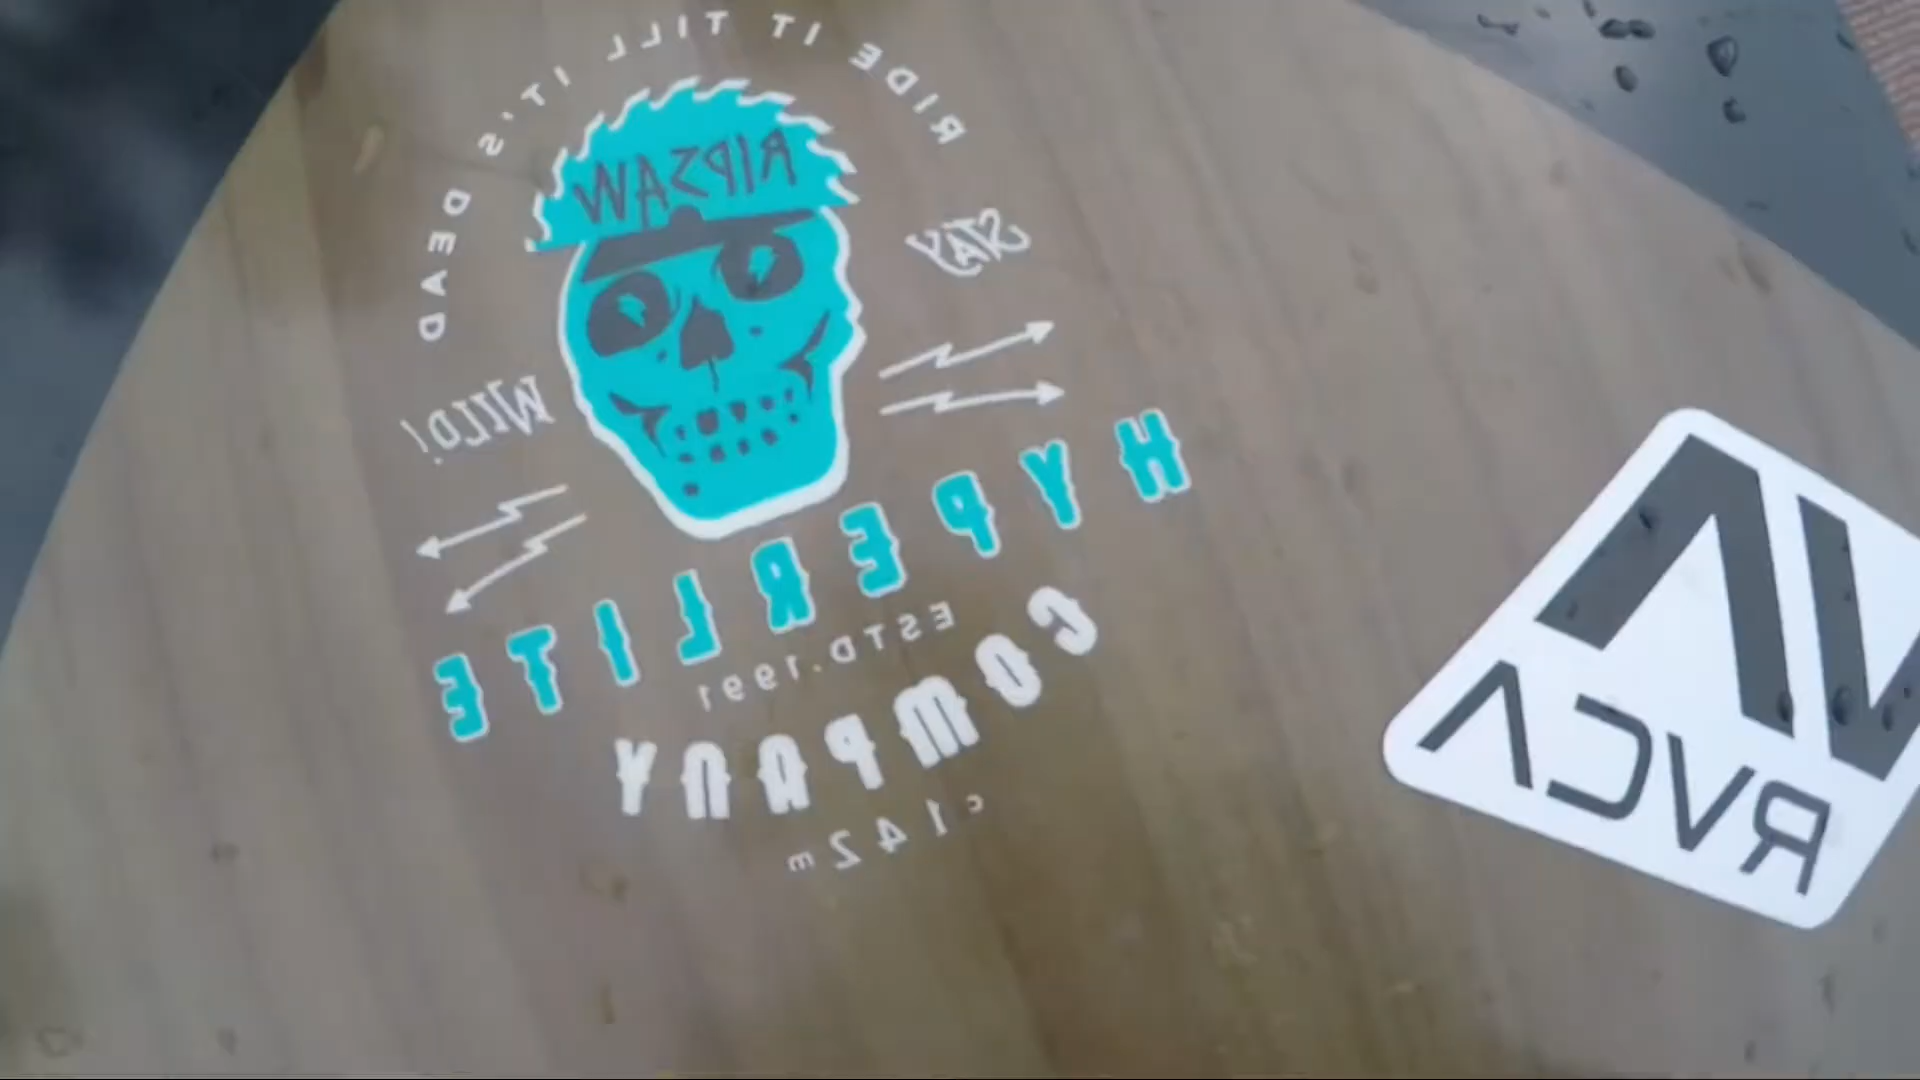 RIDE IT TILL IT'S DEAD
RIPSAW
STAY
WILD!
HYPERLITE
ESTD.1991
COMPANY
c142m
RVCA